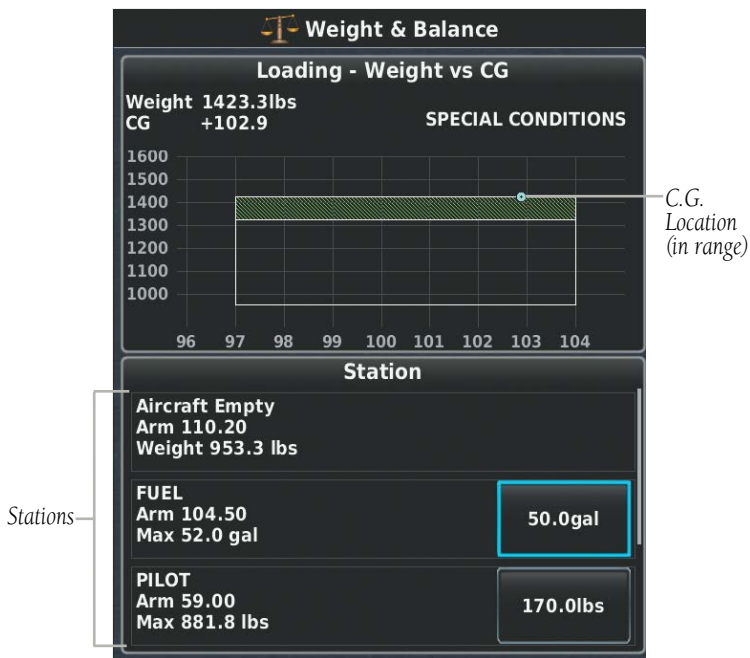 Weight & Balance
Loading - Weight vs CG
Weight 1423.3lbs
CG +102.9
SPECIAL CONDITIONS
1600
1500
1400
1300
1200
1100
1000
96 97 98 99 100 101 102 103 104
C.G.
Location
(in range)
Station
Stations
Aircraft Empty
Arm 110.20
Weight 953.3 lbs
FUEL
Arm 104.50
Max 52.0 gal
50.0gal
PILOT
Arm 59.00
Max 881.8 lbs
170.0lbs